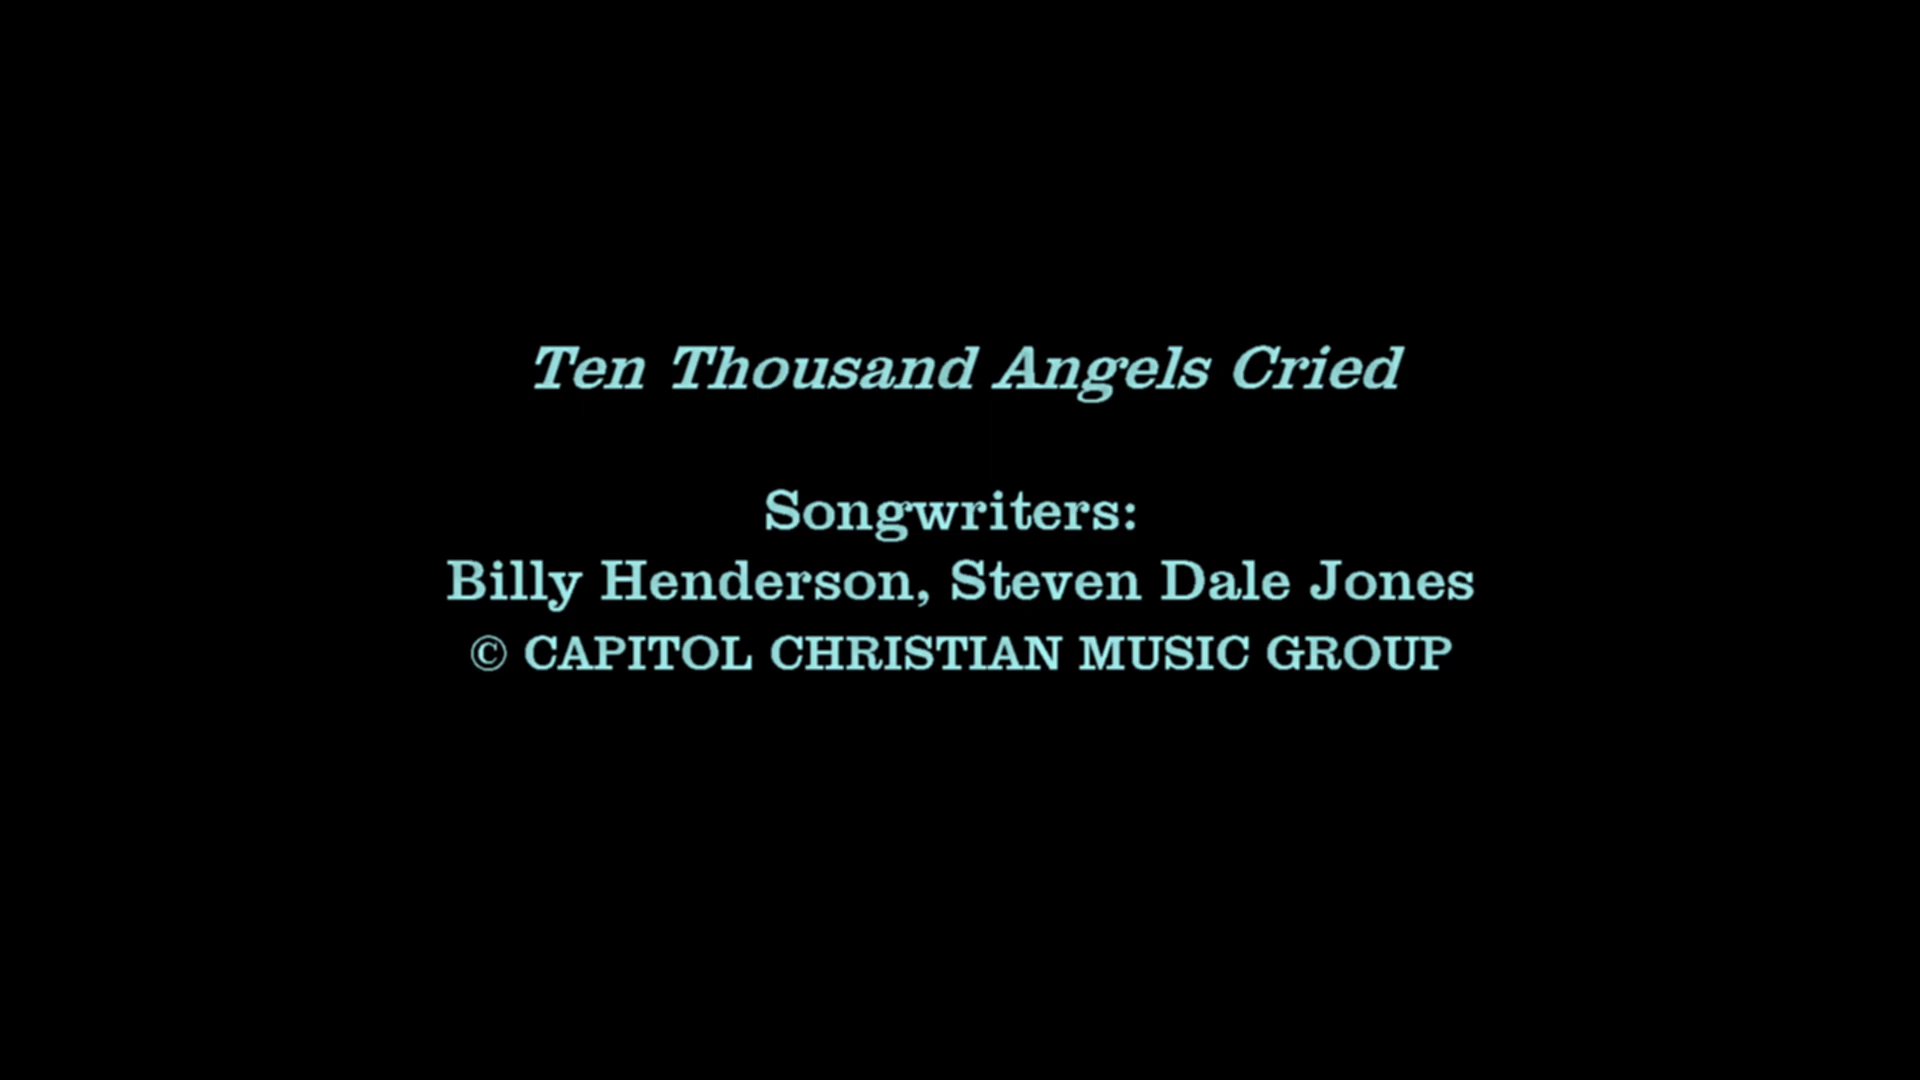 Ten Thousand Angels Cried
Songwriters:
Billy Henderson, Steven Dale Jones
© CAPITOL CHRISTIAN MUSIC GROUP